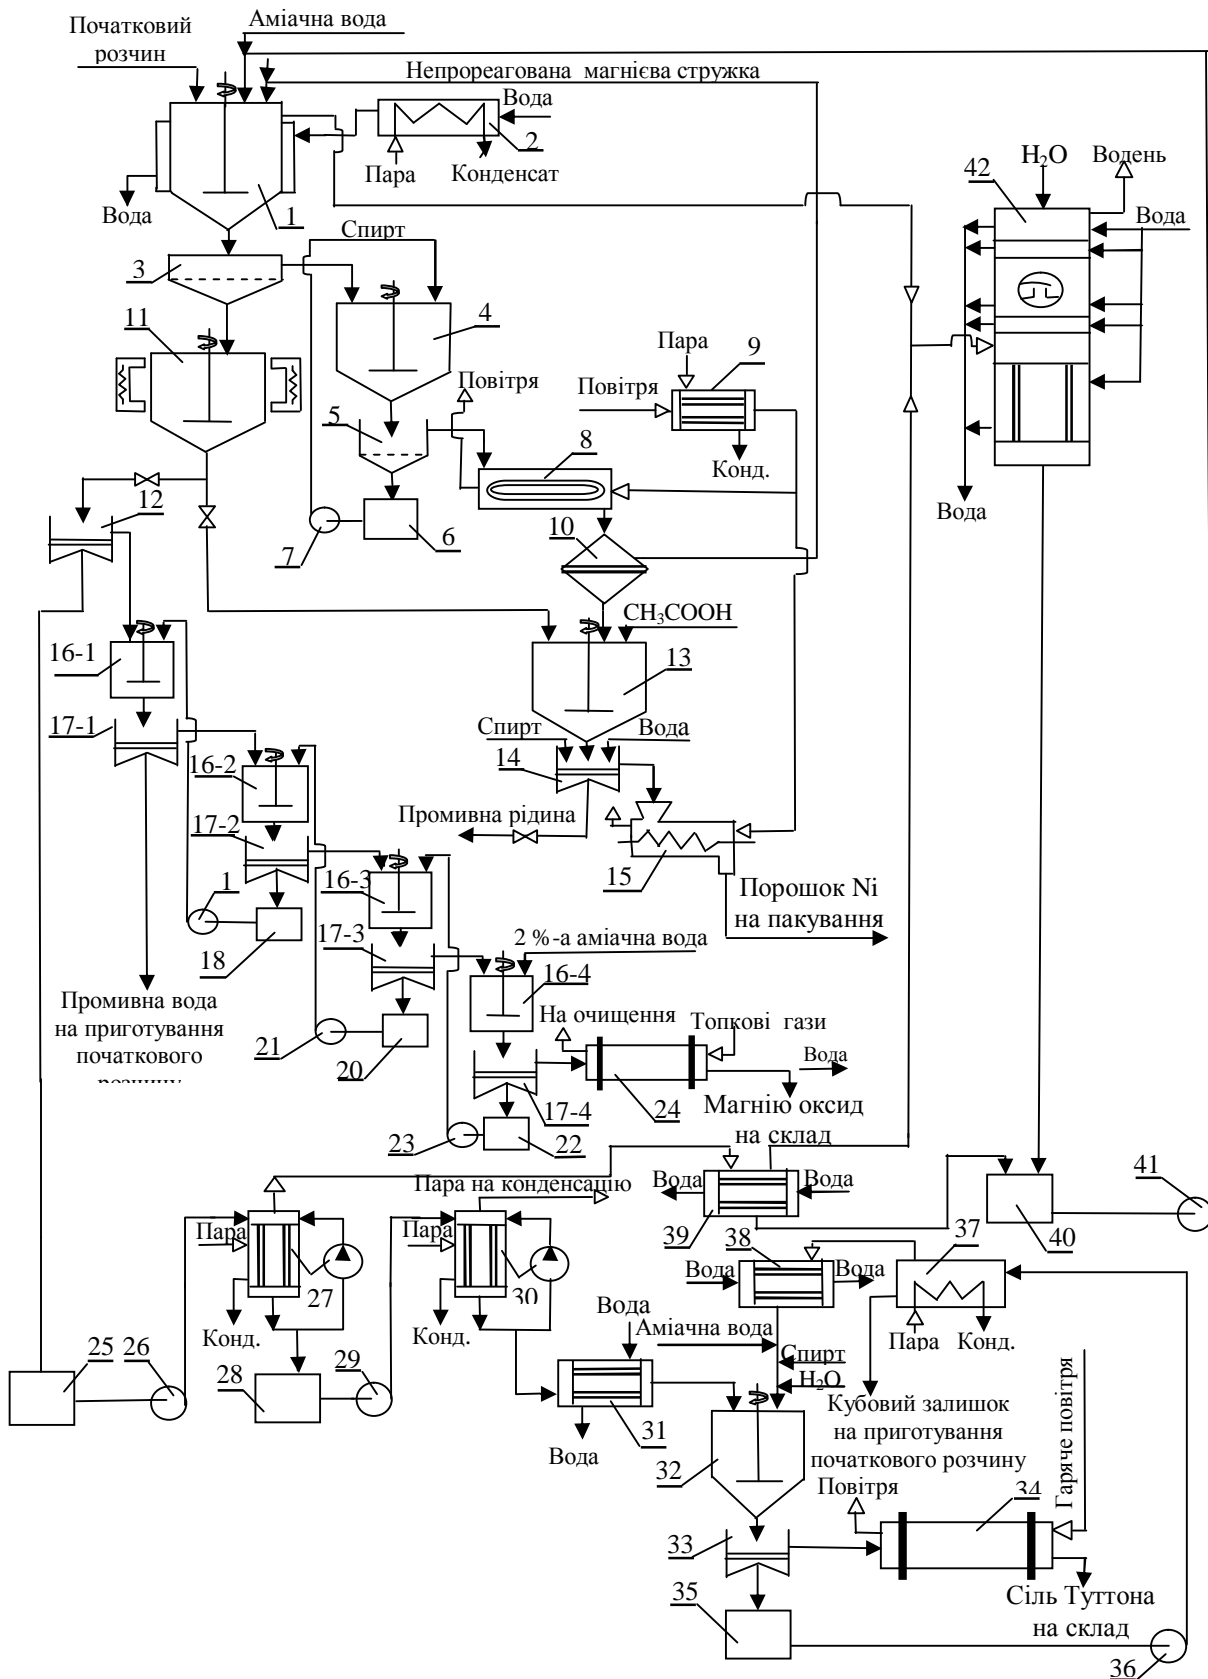 Початковий
розчин
Аміачна вода
Непрореагована магнієва стружка
Вода
2
Пара
Конденсат
Вода
1
H₂O
Водень
42
Вода
Спирт
3
4
11
Пара
9
Повітря
Повітря
5
8
Конд.
Вода
12
6
7
10
CH₃COOH
16-1
13
17-1
Спирт
Вода
14
16-2
Промивна рідина
17-2
15
16-3
1
Порошок Ni
на пакування
18
17-3
2 %-а аміачна вода
16-4
Промивна вода
на приготування
початкового
розчину
На очищення
Топкові гази
21
20
Вода
24
17-4
Магнію оксид
на склад
23
22
Пара на конденсацію
Вода
Вода
41
39
40
Пара
Пара
38
37
27
30
Вода
Вода
Конд.
Конд.
Вода
Аміачна вода
Пара
Конд.
Спирт
H₂O
25
26
28
29
31
Вода
Кубовий залишок
на приготування
початкового розчину
Гаряче повітря
32
Повітря
34
33
Сіль Туттона
на склад
35
36